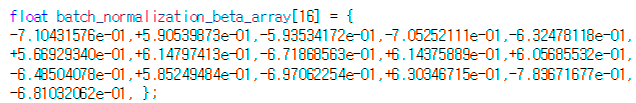 float batch_normalization_beta_array[16] = {
-7.10431576e-01,+5.90539873e-01,-5.93534172e-01,-7.05252111e-01,-6.32478118e-01,
+5.66929340e-01,+6.14797413e-01,-6.71868563e-01,+6.14375889e-01,+6.05685532e-01,
-6.48504078e-01,+5.85249484e-01,-6.97062254e-01,+6.30346715e-01,-7.83671677e-01,
-6.81032062e-01, };